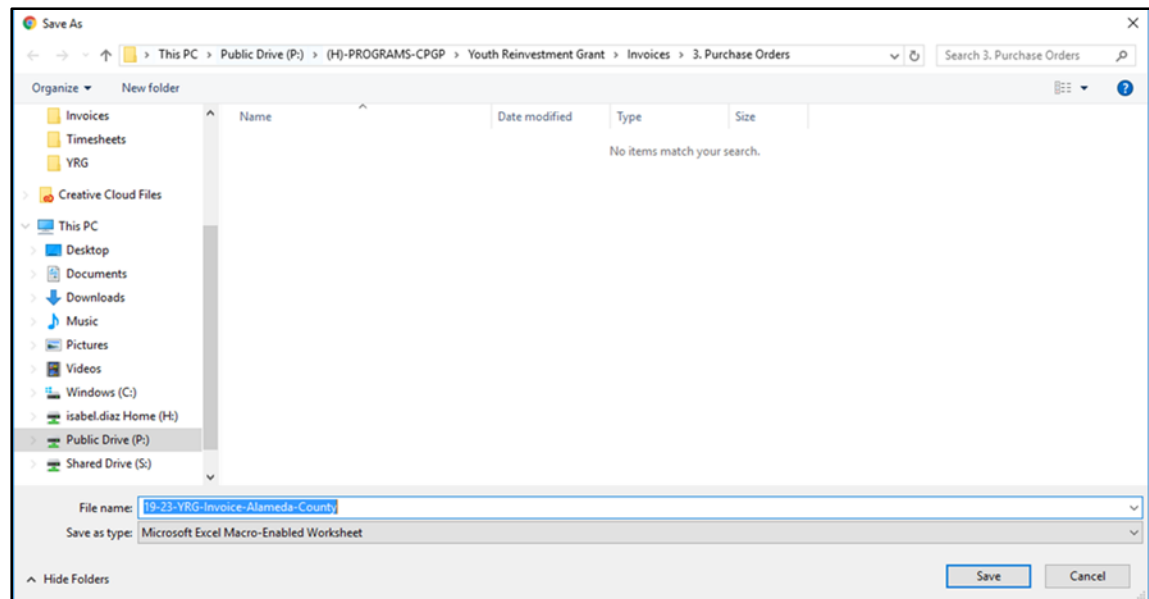 Save As
This PC > Public Drive (P:) > (H)-PROGRAMS-CPGP > Youth Reinvestment Grant > Invoices > 3. Purchase Orders
Search 3. Purchase Orders
Organize
New folder
Name
Date modified
Type
Size
No items match your search.
Invoices
Timesheets
YRG
Creative Cloud Files
This PC
Desktop
Documents
Downloads
Music
Pictures
Videos
Windows (C:)
isabel.diaz Home (H:)
Public Drive (P:)
Shared Drive (S:)
File name: 19-23-YRG-Invoice-Alameda-County
Save as type: Microsoft Excel Macro-Enabled Worksheet
Hide Folders
Save
Cancel